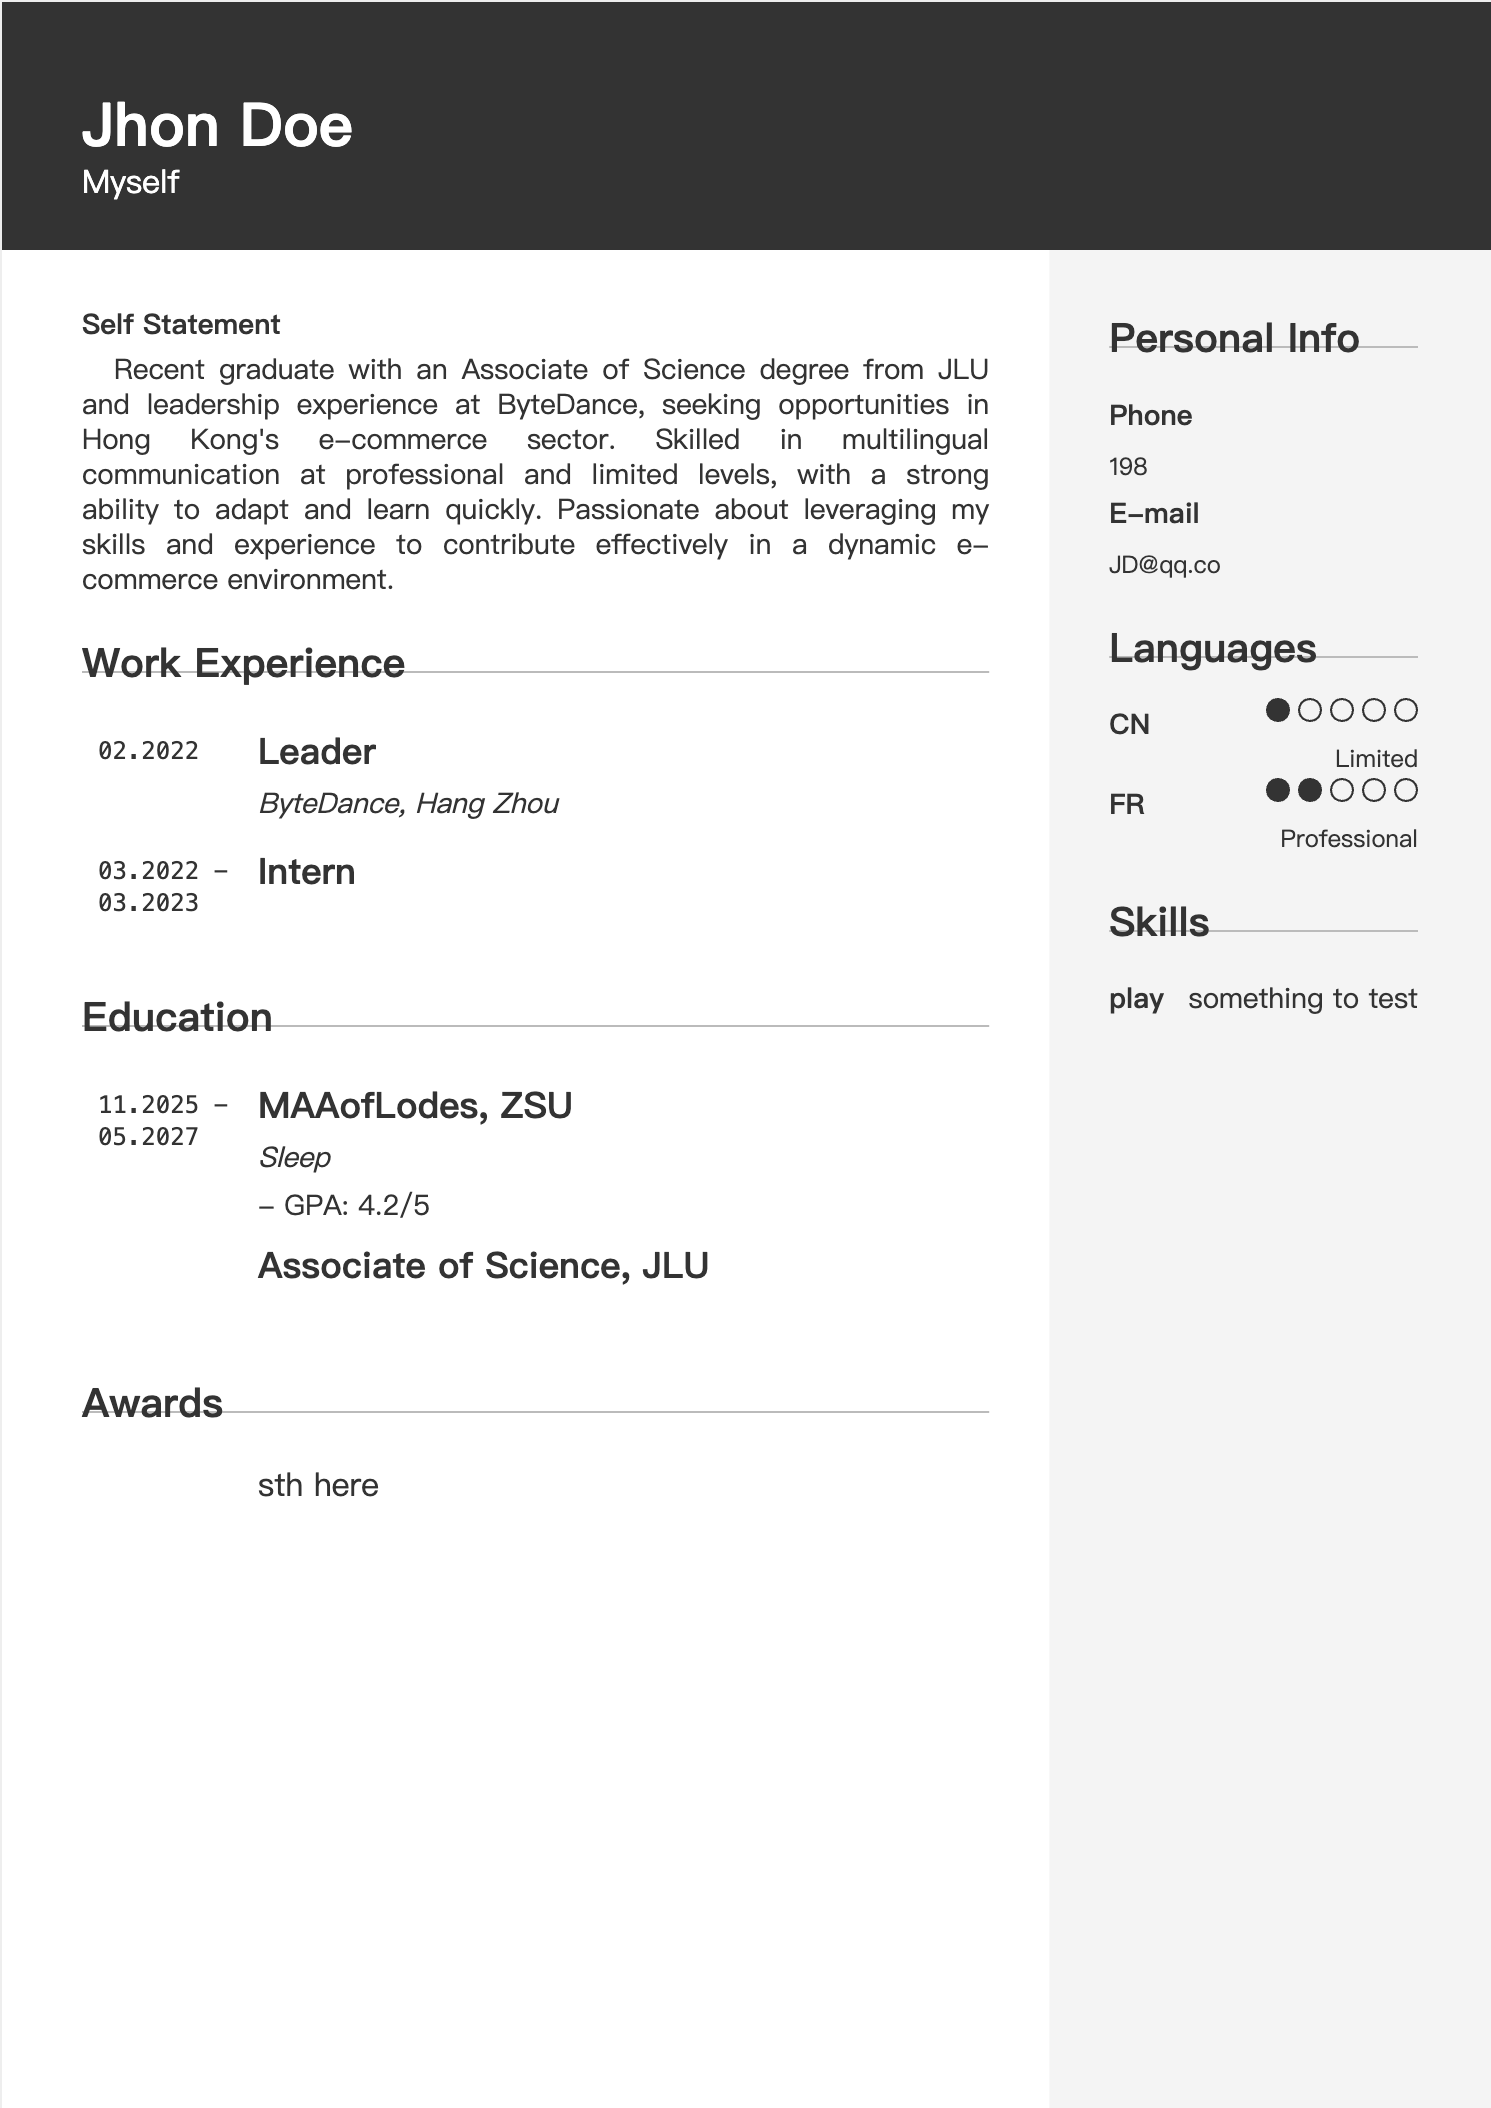 Jhon Doe
Myself
Self Statement
Recent graduate with an Associate of Science degree from JLU
and leadership experience at ByteDance, seeking opportunities in
Hong Kong's e–commerce sector. Skilled in multilingual
communication at professional and limited levels, with a strong
ability to adapt and learn quickly. Passionate about leveraging my
skills and experience to contribute effectively in a dynamic e–
commerce environment.
Work Experience
02.2022 Leader
ByteDance, Hang Zhou
03.2022 – Intern
03.2023
Education
11.2025 – MAAofLodes, ZSU
05.2027
Sleep
– GPA: 4.2/5
Associate of Science, JLU
Awards
sth here
Personal Info
Phone
198
E–mail
JD@qq.co
Languages
CN
Limited
FR
Professional
Skills
play something to test